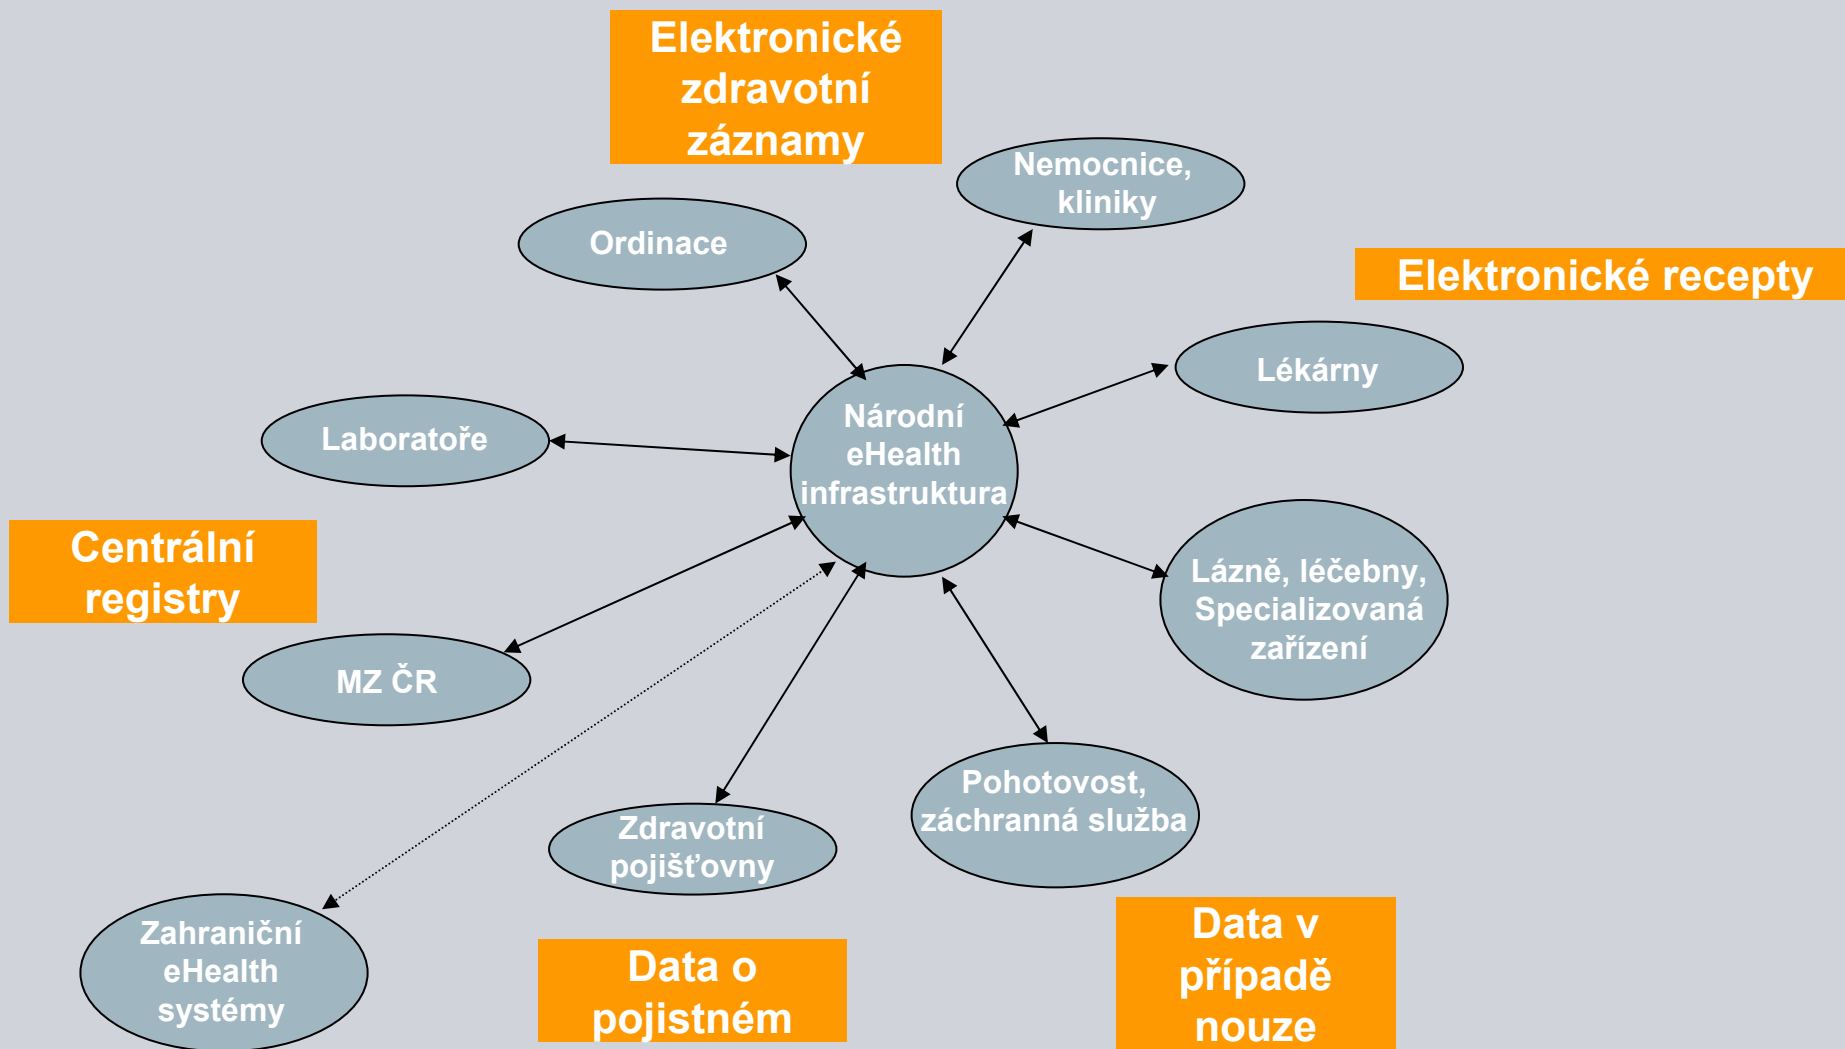 Elektronické
zdravotní
záznamy
Nemocnice,
kliniky
Ordinace
Elektronické recepty
Lékárny
Národní
eHealth
infrastruktura
Laboratoře
Centrální
registry
Lázně, léčebny,
Specializovaná
zařízení
MZ ČR
Pohotovost,
záchranná služba
Zdravotní
pojišťovny
Zahraniční
eHealth
systémy
Data o
pojistném
Data v
případě
nouze